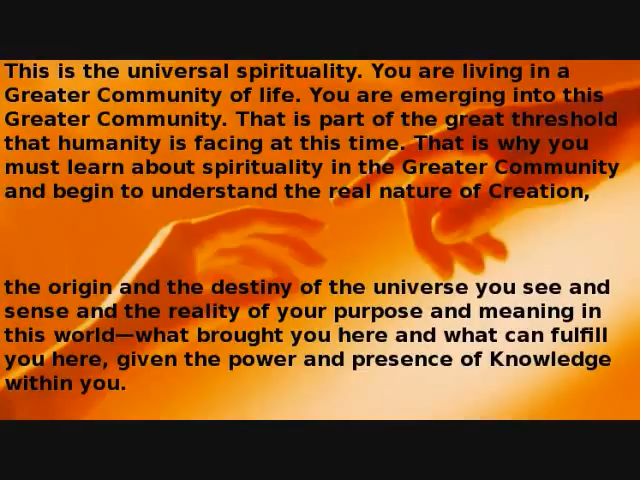 This is the universal spirituality. You are living in a
Greater Community of life. You are emerging into this
Greater Community. That is part of the great threshold
that humanity is facing at this time. That is why you
must learn about spirituality in the Greater Community
and begin to understand the real nature of Creation,
the origin and the destiny of the universe you see and
sense and the reality of your purpose and meaning in
this world—what brought you here and what can fulfill
you here, given the power and presence of Knowledge
within you.